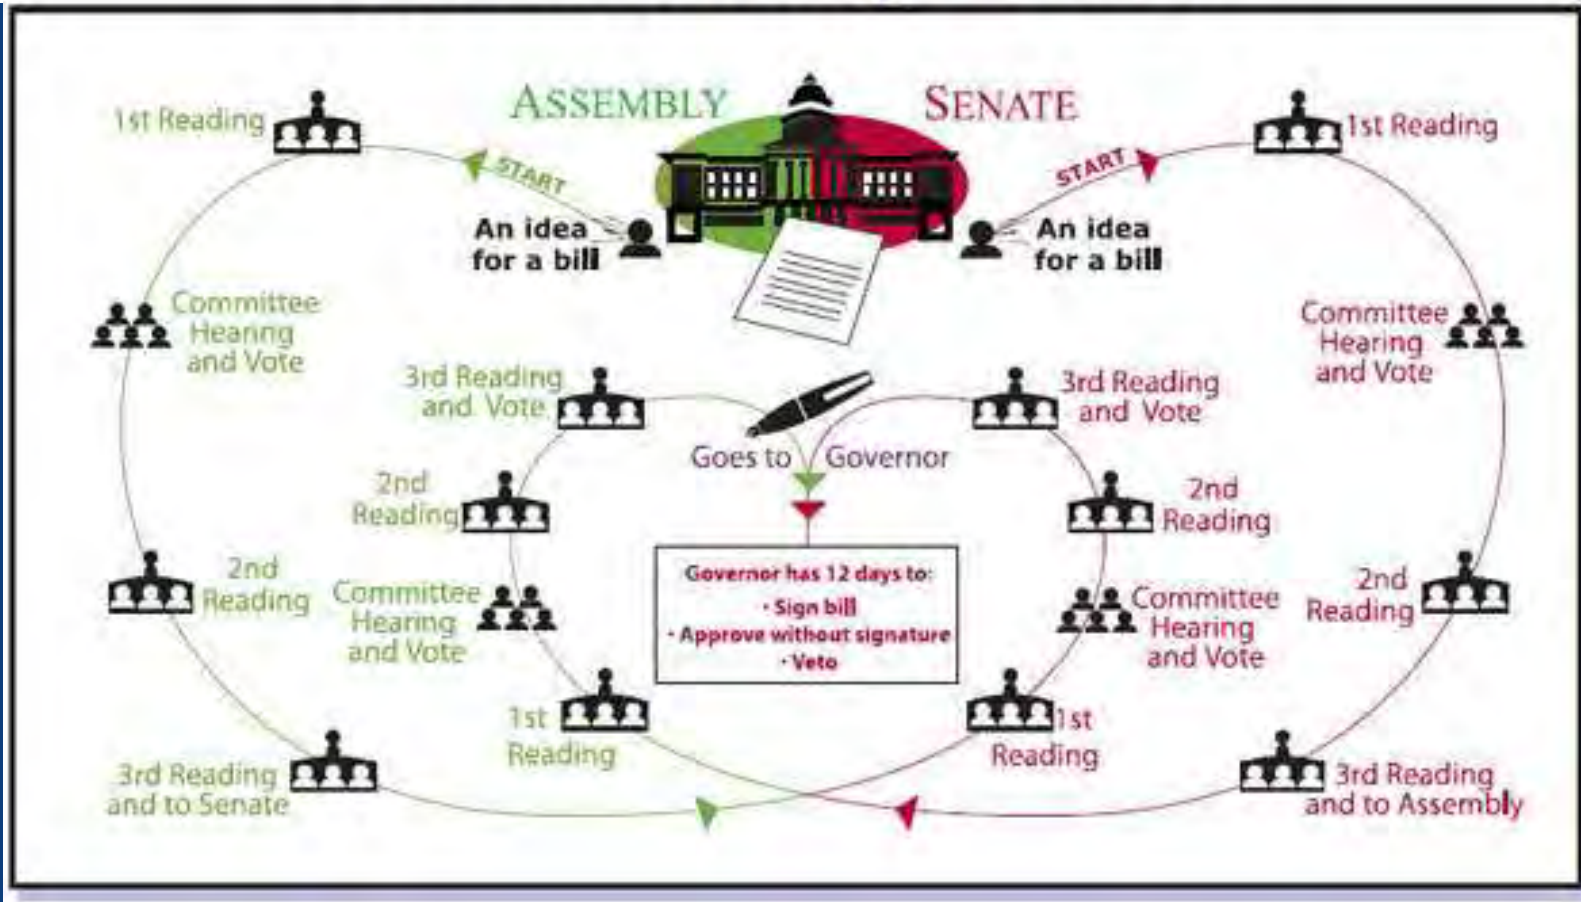 ASSEMBLY
SENATE
1st Reading
START
START
1st Reading
An idea
for a bill
An idea
for a bill
Committee
Hearing
and Vote
Committee
Hearing
and Vote
3rd Reading
and Vote
3rd Reading
and Vote
Goes to Governor
2nd
Reading
2nd
Reading
2nd
Reading
Committee
Hearing
and Vote
Governor has 12 days to:
· Sign bill
· Approve without signature
· Veto
Committee
Hearing
and Vote
2nd
Reading
1st
Reading
1st
Reading
3rd Reading
and to Senate
3rd Reading
and to Assembly